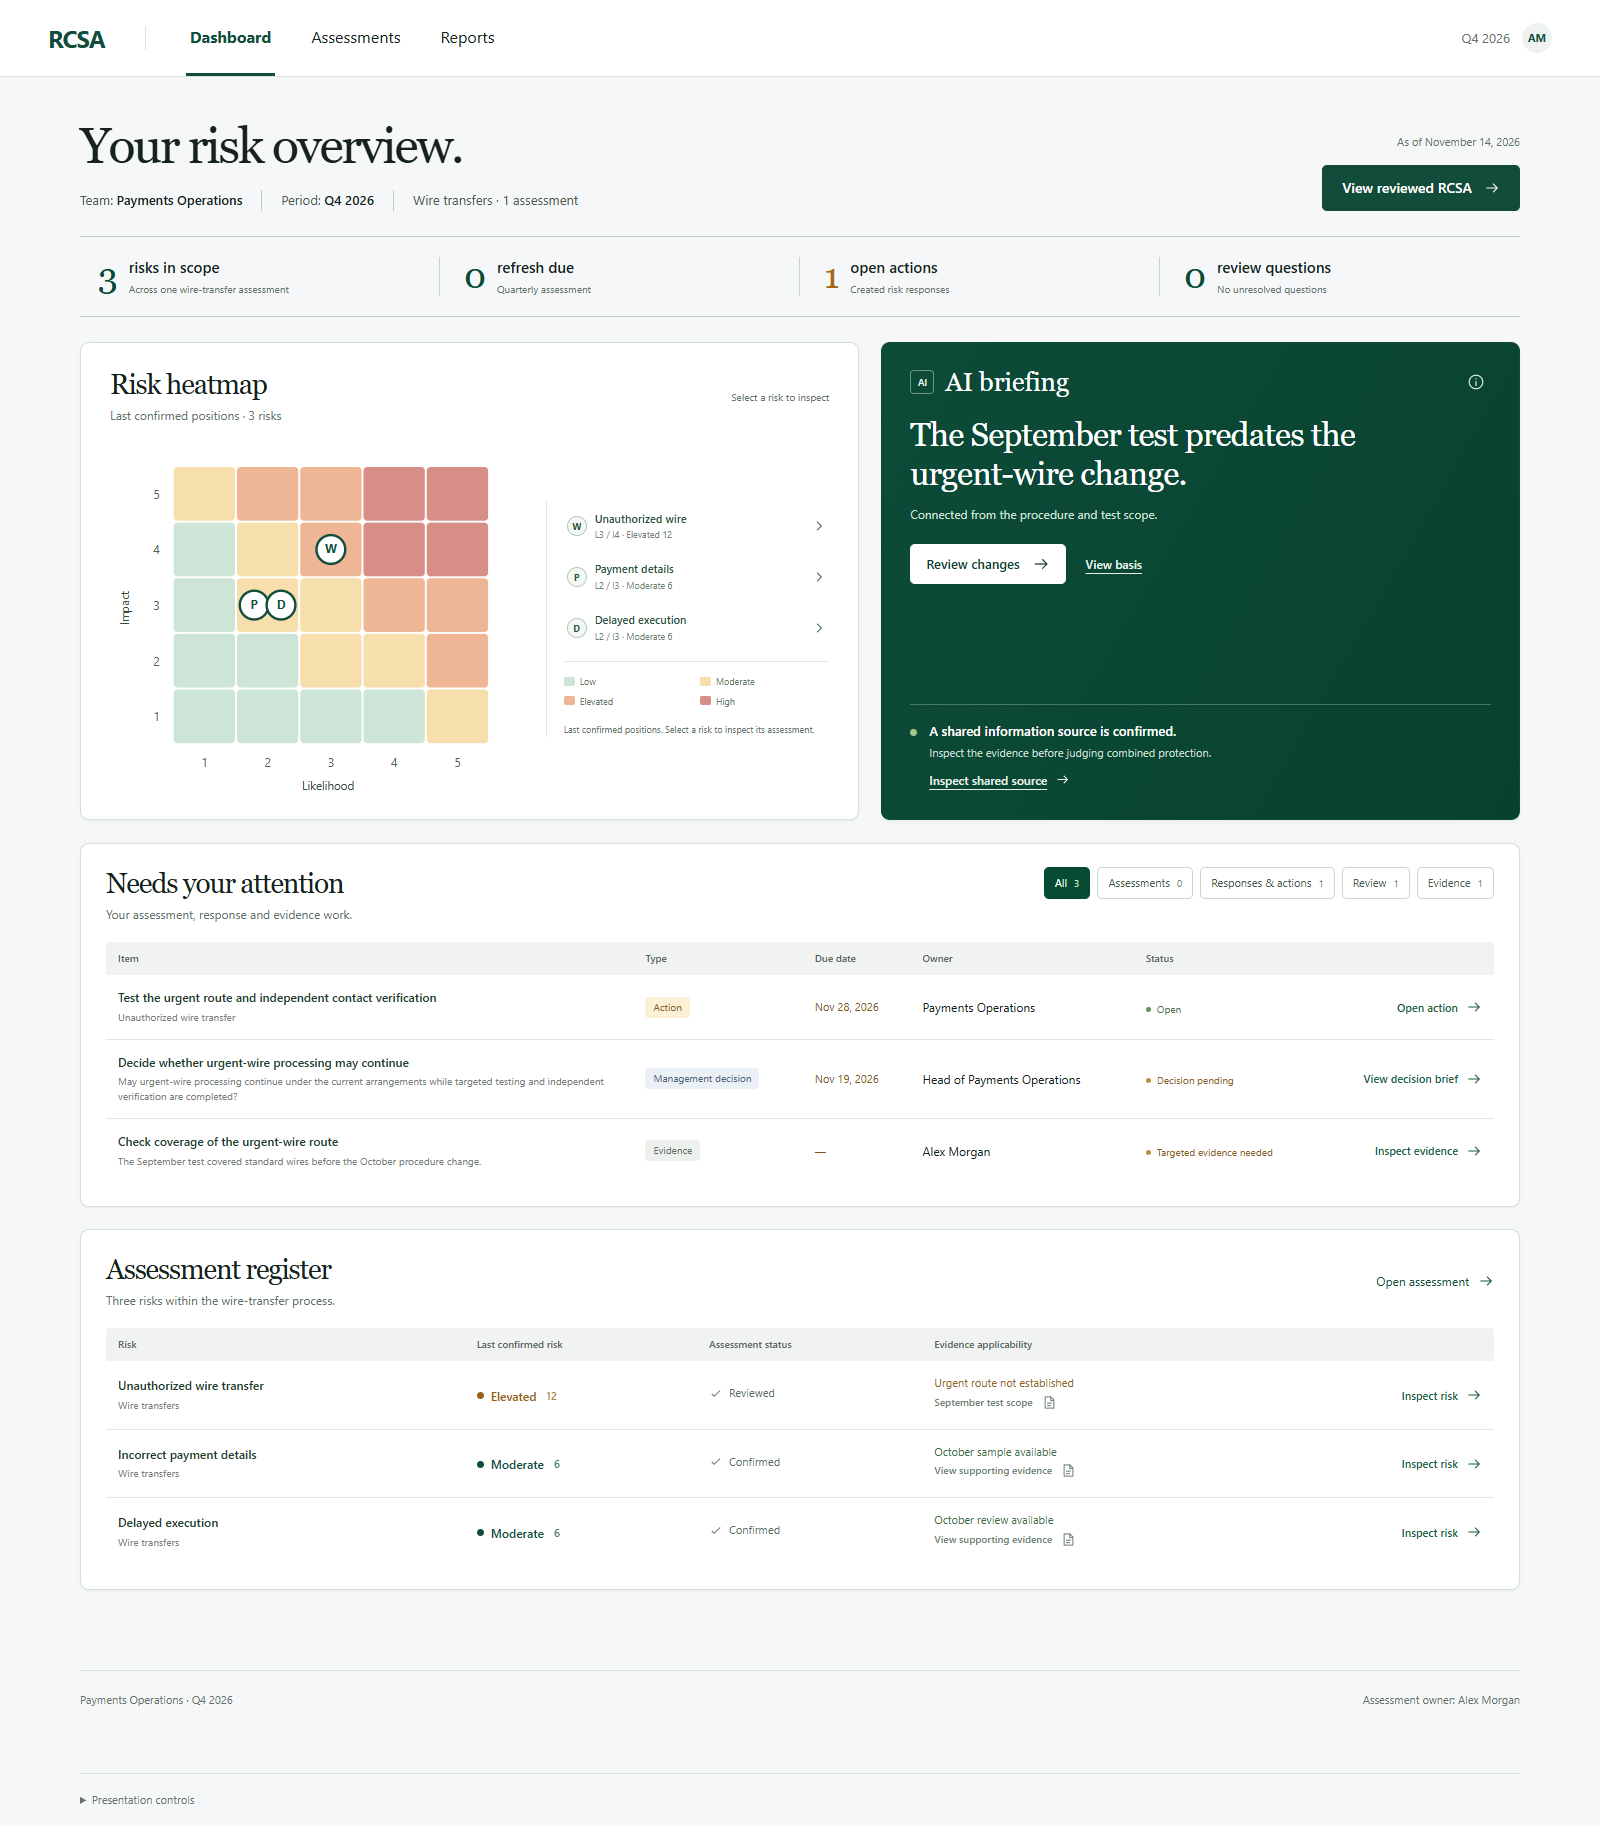 RCSA
Dashboard
Assessments
Reports
Q4 2026
AM
Your risk overview.
As of November 14, 2026
Team: Payments Operations
Period: Q4 2026
Wire transfers · 1 assessment
View reviewed RCSA →
3
risks in scope
Across one wire-transfer assessment
0
refresh due
Quarterly assessment
1
open actions
Created risk responses
0
review questions
No unresolved questions
Risk heatmap
Last confirmed positions · 3 risks
Select a risk to inspect
Impact
5
4
3
2
1
W
P
D
1
2
3
4
5
Likelihood
W
Unauthorized wire
L3 / I4 · Elevated 12
P
Payment details
L2 / I3 · Moderate 6
D
Delayed execution
L2 / I3 · Moderate 6
Low
Moderate
Elevated
High
Last confirmed positions. Select a risk to inspect its assessment.
AI
AI briefing
The September test predates the
urgent-wire change.
Connected from the procedure and test scope.
Review changes →
View basis
A shared information source is confirmed.
Inspect the evidence before judging combined protection.
Inspect shared source →
Needs your attention
Your assessment, response and evidence work.
All 3
Assessments 0
Responses & actions 1
Review 1
Evidence 1
Item
Type
Due date
Owner
Status
Test the urgent route and independent contact verification
Unauthorized wire transfer
Action
Nov 28, 2026
Payments Operations
Open
Open action →
Decide whether urgent-wire processing may continue
May urgent-wire processing continue under the current arrangements while targeted testing and independent
verification are completed?
Management decision
Nov 19, 2026
Head of Payments Operations
Decision pending
View decision brief →
Check coverage of the urgent-wire route
The September test covered standard wires before the October procedure change.
Evidence
—
Alex Morgan
Targeted evidence needed
Inspect evidence →
Assessment register
Three risks within the wire-transfer process.
Open assessment →
Risk
Last confirmed risk
Assessment status
Evidence applicability
Unauthorized wire transfer
Wire transfers
Elevated 12
Reviewed
Urgent route not established
September test scope
Inspect risk →
Incorrect payment details
Wire transfers
Moderate 6
Confirmed
October sample available
View supporting evidence
Inspect risk →
Delayed execution
Wire transfers
Moderate 6
Confirmed
October review available
View supporting evidence
Inspect risk →
Payments Operations · Q4 2026
Assessment owner: Alex Morgan
Presentation controls